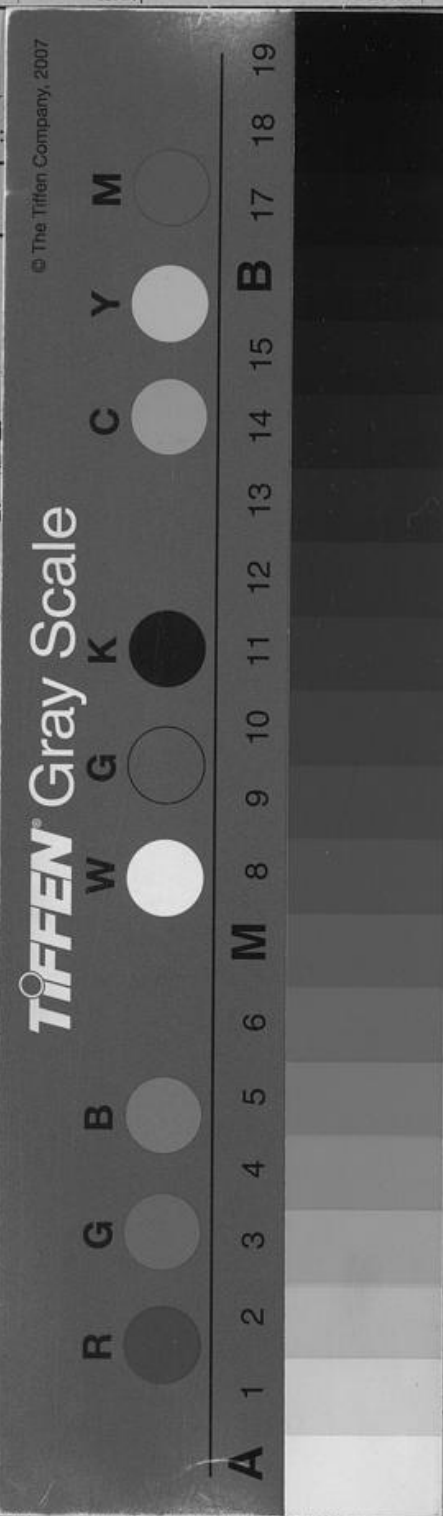 TIFFEN® Gray Scale
© The Tiffen Company, 2007
R G B W G K C Y M
A 1 2 3 4 5 6 M 8 9 10 11 12 13 14 15 B 17 18 19